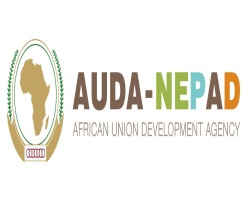 AUDA-NEPAD
AFRICAN UNION DEVELOPMENT AGENCY